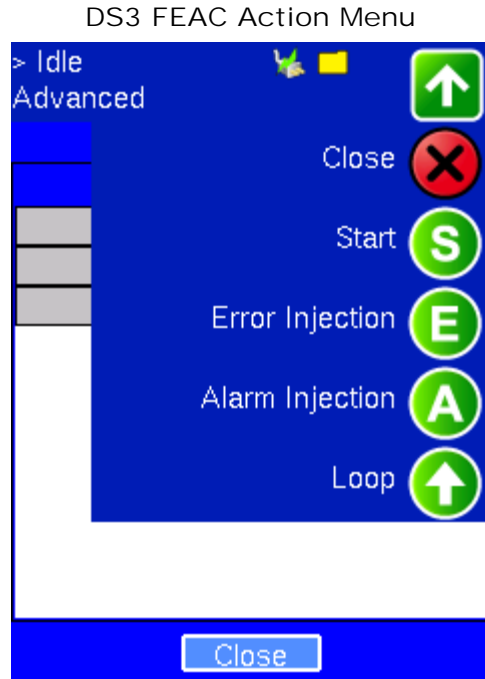 DS3 FEAC Action Menu
> Idle
Advanced
Close
Start
S
Error Injection
E
Alarm Injection
A
Loop
Close